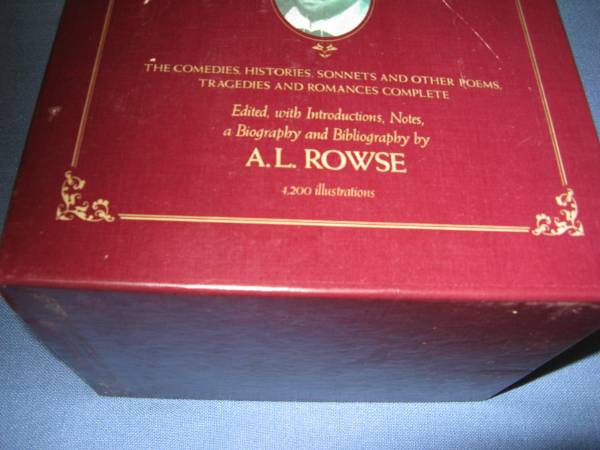 THE COMEDIES, HISTORIES, SONNETS AND OTHER POEMS,
TRAGEDIES AND ROMANCES COMPLETE
Edited, with Introductions, Notes,
a Biography and Bibliography by
A.L. ROWSE
4,200 illustrations